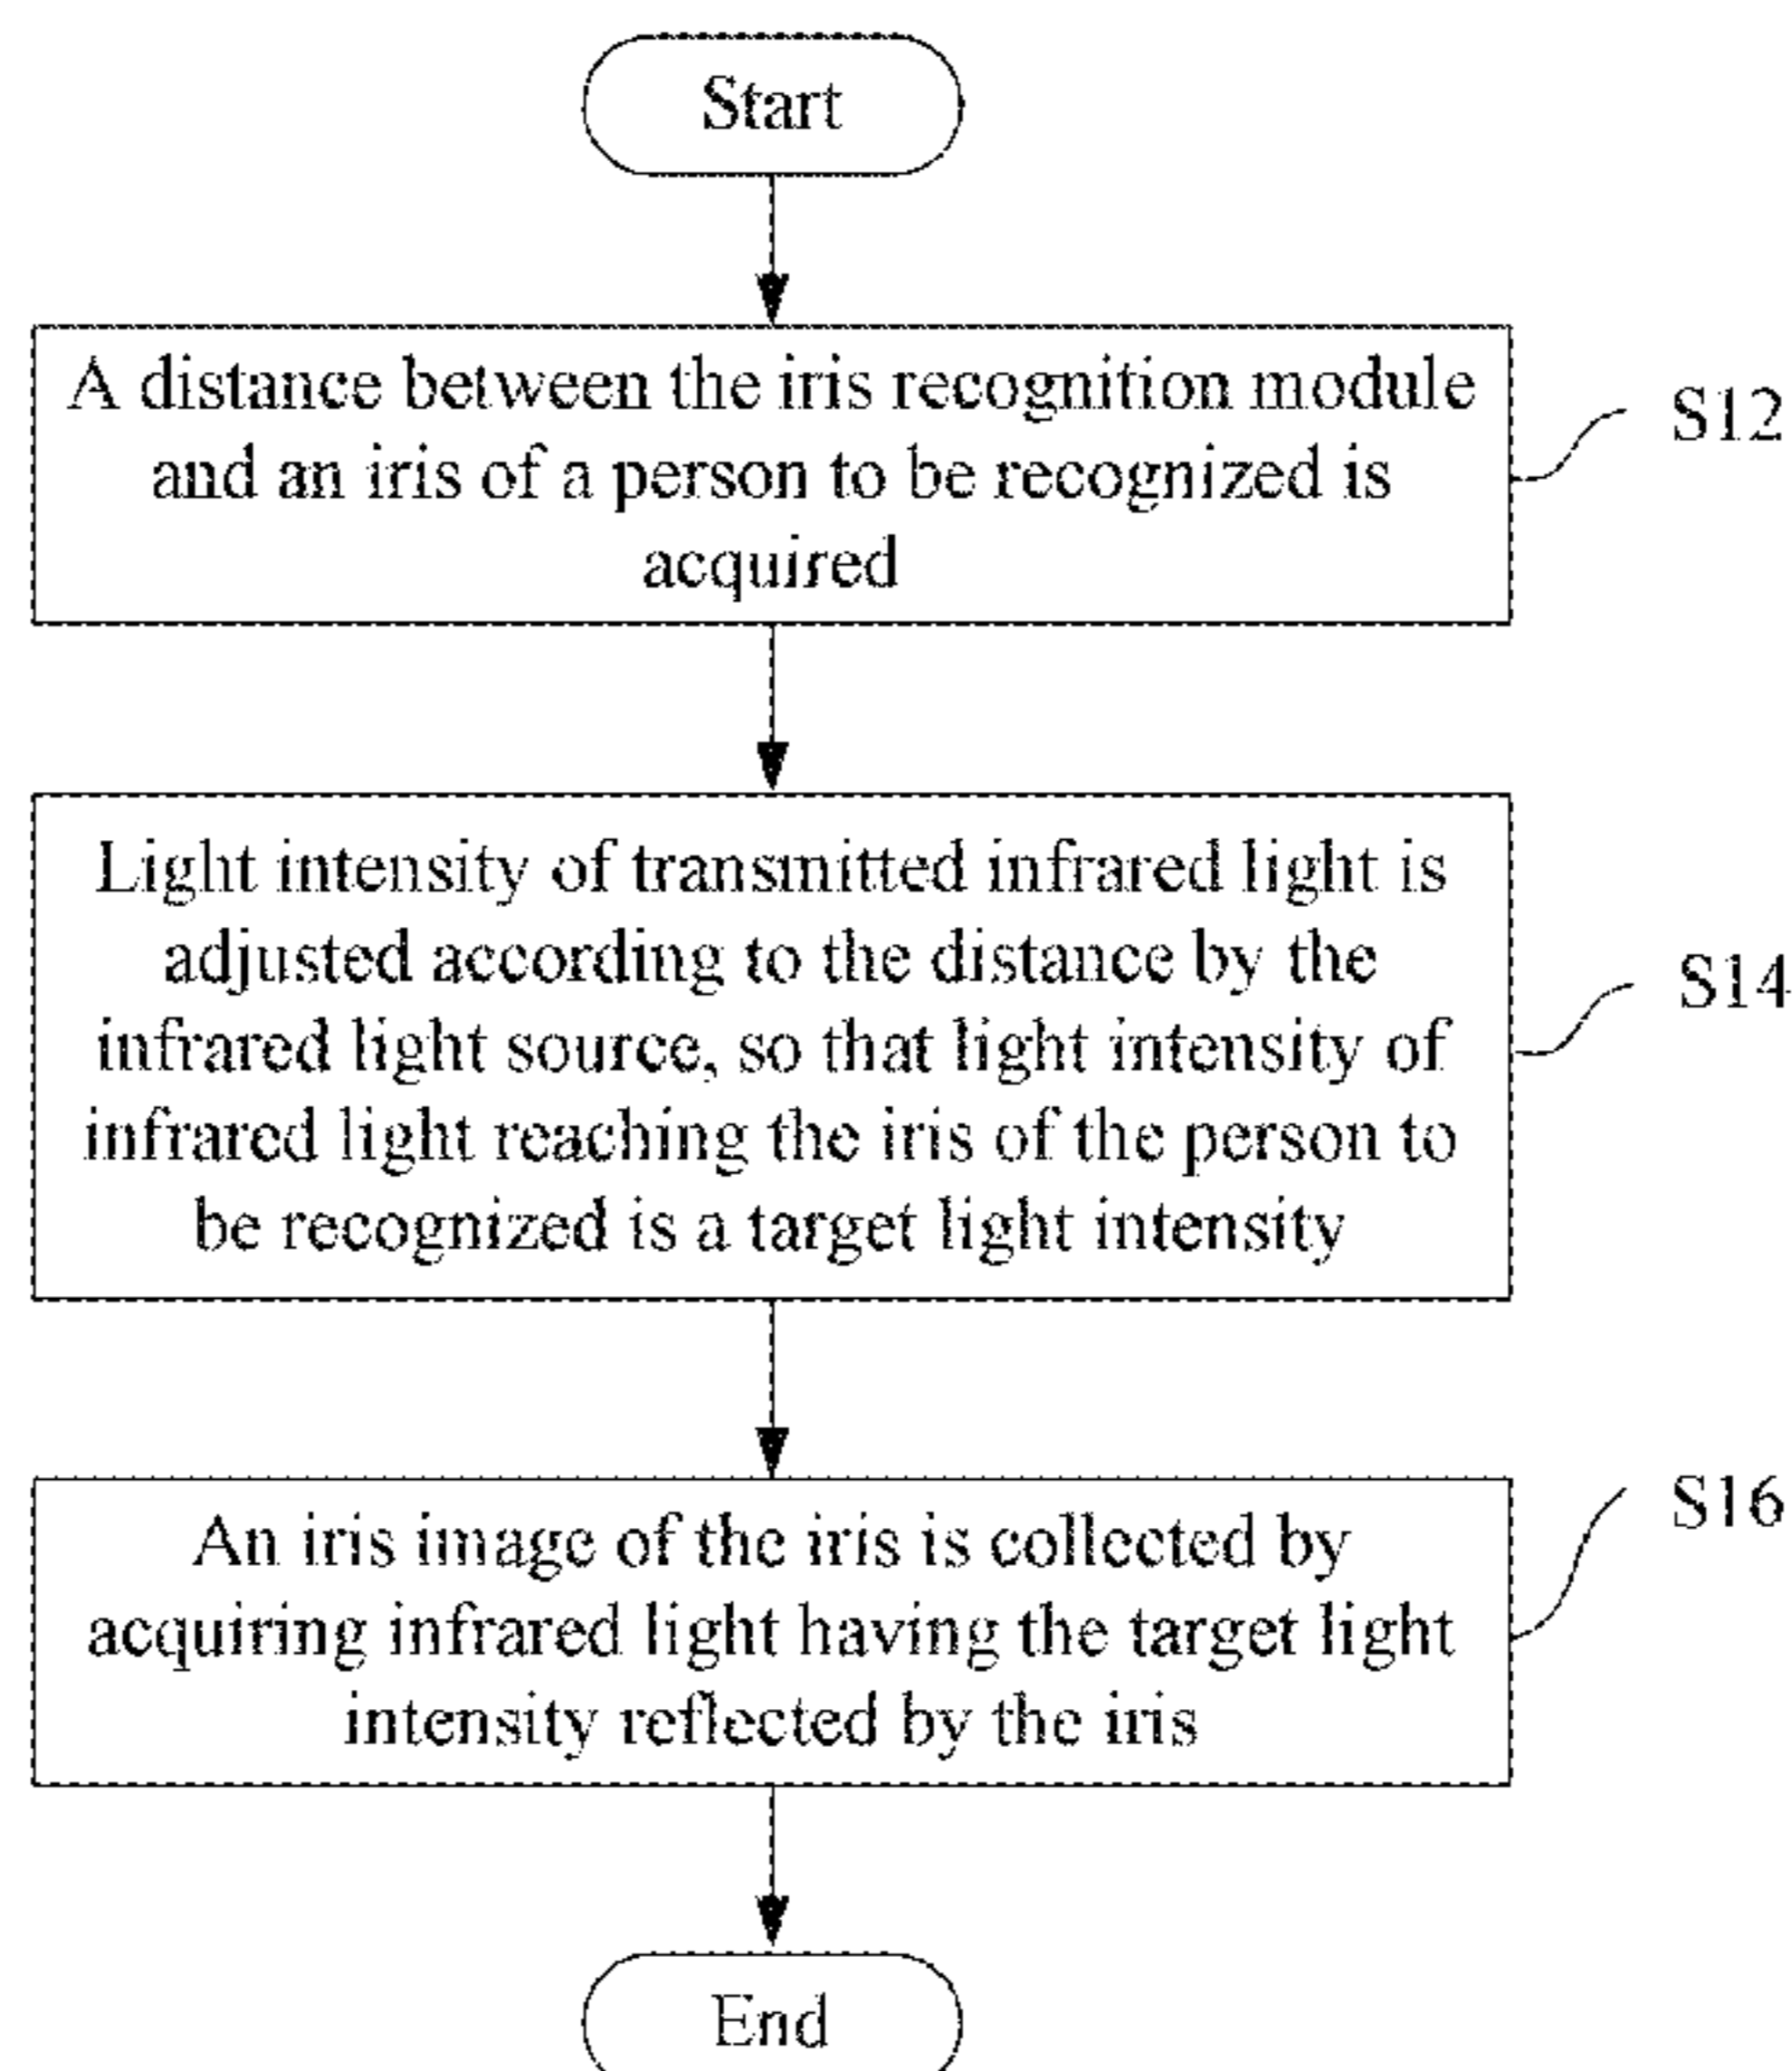 Start
A distance between the iris recognition module
and an iris of a person to be recognized is
acquired
S12
Light intensity of transmitted infrared light is
adjusted according to the distance by the
infrared light source, so that light intensity of
infrared light reaching the iris of the person to
be recognized is a target light intensity
S14
An iris image of the iris is collected by
acquiring infrared light having the target light
intensity reflected by the iris
S16
End